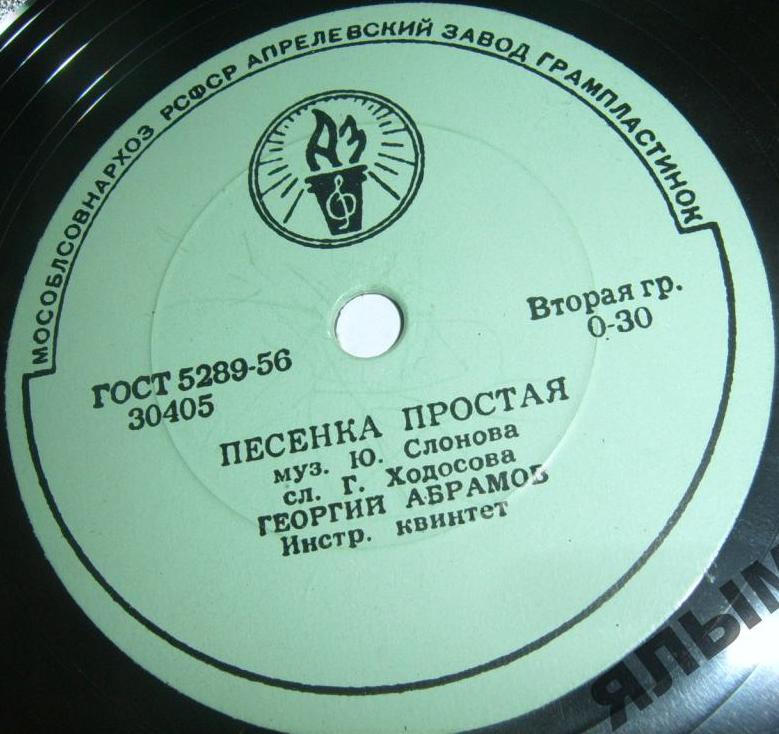 МОСОБЛСОВНАРХОЗ РСФСР АПРЕЛЕВСКИЙ ЗАВОД ГРАМПЛАСТИНОК
АЗ
Вторая гр.
0-30
ГОСТ 5289-56
30405
ПЕСЕНКА ПРОСТАЯ
муз. Ю. Слонова
сл. Г. Ходосова
ГЕОРГИЙ АБРАМОВ
Инстр. квинтет
ЯЛЫМ